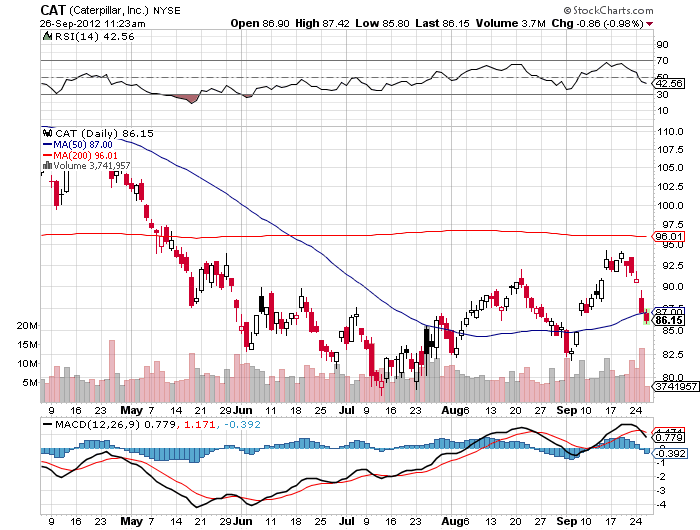 CAT (Caterpillar, Inc.) NYSE © StockCharts.com
26-Sep-2012 11:23am Open 86.90 High 87.42 Low 85.80 Last 86.15 Volume 3.7M Chg -0.86 (-0.98%)
RSI(14) 42.56
90
70
50
42.56
30
10
CAT (Daily) 86.15
MA(50) 87.00
MA(200) 96.01
Volume 3,741,957
110.0
107.5
105.0
102.5
100.0
97.5
96.01
95.0
92.5
90.0
87.00
86.15
85.0
82.5
80.0
3741957
20M
15M
10M
5M
9 16 23 May 7 14 21 Jun 11 18 25 Jul 9 16 23 Aug 6 13 20 27 Sep 10 17 24
MACD(12,26,9) 0.779, 1.171, -0.392
1.171
0.779
-0.392
-1
-2
-3
-4
9 16 23 May 7 14 21 Jun 11 18 25 Jul 9 16 23 Aug 6 13 20 27 Sep 10 17 24